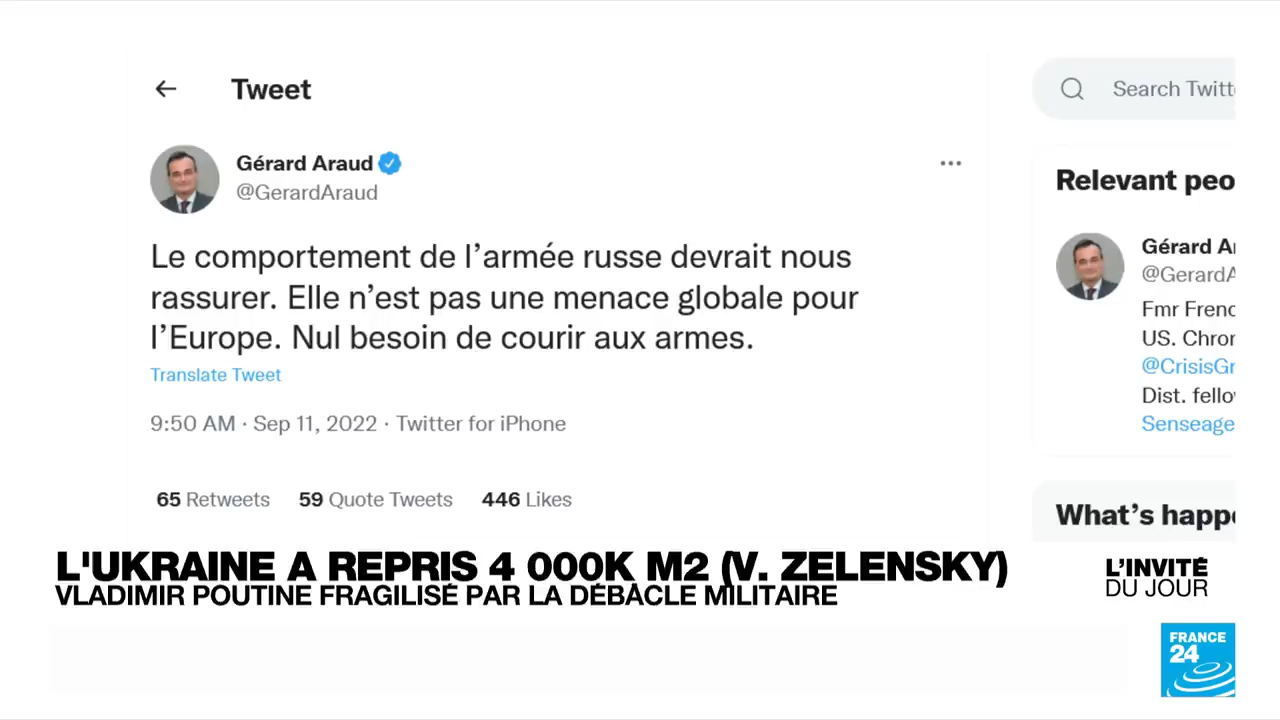 Tweet
Search Twitt
Gérard Araud
@GerardAraud
Le comportement de l’armée russe devrait nous
rassurer. Elle n’est pas une menace globale pour
l’Europe. Nul besoin de courir aux armes.
Translate Tweet
9:50 AM · Sep 11, 2022 · Twitter for iPhone
65 Retweets 59 Quote Tweets 446 Likes
Relevant peo
Gérard Ar
@GerardA
Fmr Frenc
US. Chror
@CrisisGr
Dist. fello
Senseage
What’s happe
L'UKRAINE A REPRIS 4 000K M2 (V. ZELENSKY)
VLADIMIR POUTINE FRAGILISÉ PAR LA DÉBÂCLE MILITAIRE
L'INVITÉ
DU JOUR
FRANCE
24